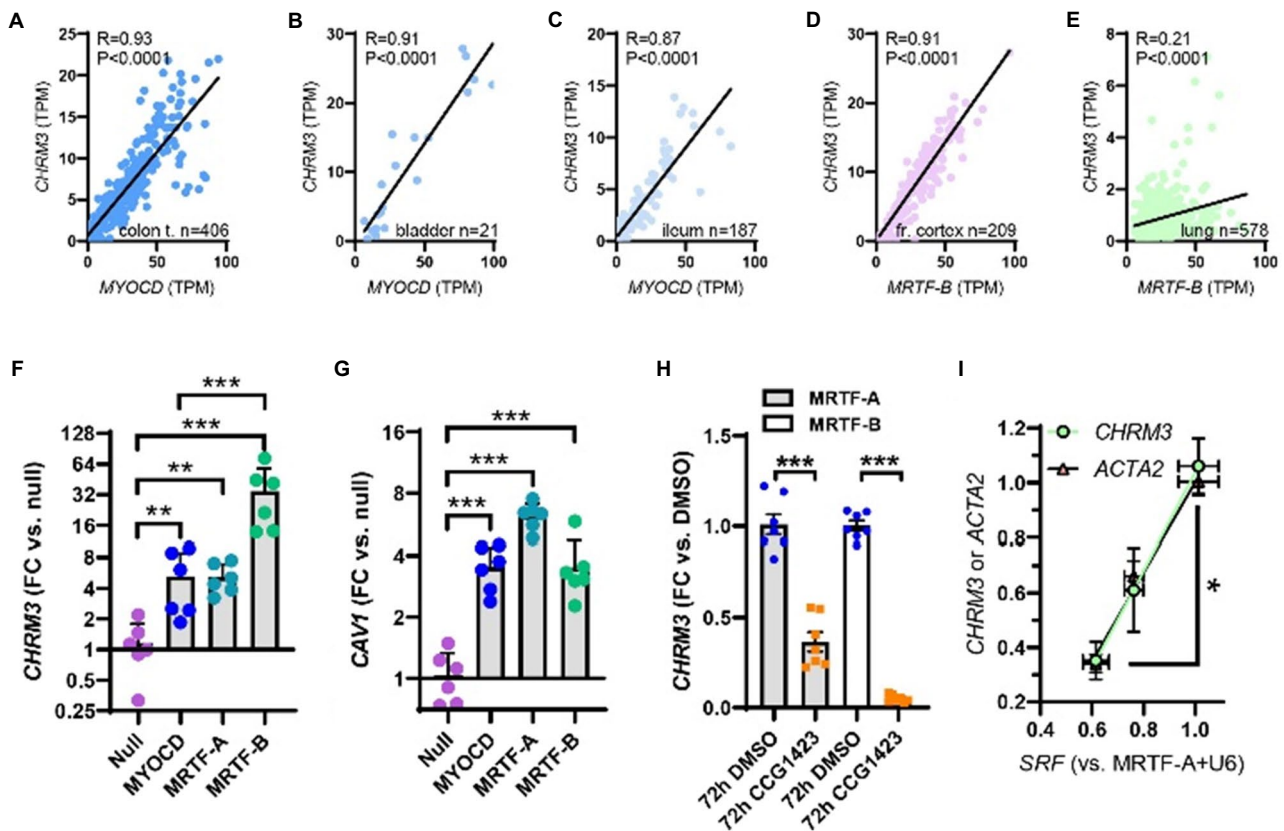 A
R=0.93
P<0.0001
25
20
15
10
5
0
CHRM3 (TPM)
colon t. n=406
0
50
100
MYOCD (TPM)
B
R=0.91
P<0.0001
30
20
10
0
CHRM3 (TPM)
bladder n=21
0
50
100
MYOCD (TPM)
C
R=0.87
P<0.0001
20
15
10
5
0
CHRM3 (TPM)
ileum n=187
0
50
100
MYOCD (TPM)
D
R=0.91
P<0.0001
30
20
10
0
CHRM3 (TPM)
fr. cortex n=209
0
50
100
MRTF-B (TPM)
E
R=0.21
P<0.0001
8
6
4
2
0
CHRM3 (TPM)
lung n=578
0
50
100
MRTF-B (TPM)
F
CHRM3 (FC vs. null)
128
64
32
16
8
4
2
1
0.5
0.25
***
***
**
**
Null
MYOCD
MRTF-A
MRTF-B
G
CAV1 (FC vs. null)
16
8
4
2
1
***
***
***
Null
MYOCD
MRTF-A
MRTF-B
H
MRTF-A
MRTF-B
CHRM3 (FC vs. DMSO)
1.5
1.0
0.5
0.0
***
***
72h DMSO
72h CCG1423
72h DMSO
72h CCG1423
I
CHRM3 or ACTA2
1.2
1.0
0.8
0.6
0.4
0.2
CHRM3
ACTA2
*
0.4
0.6
0.8
1.0
SRF (vs. MRTF-A+U6)